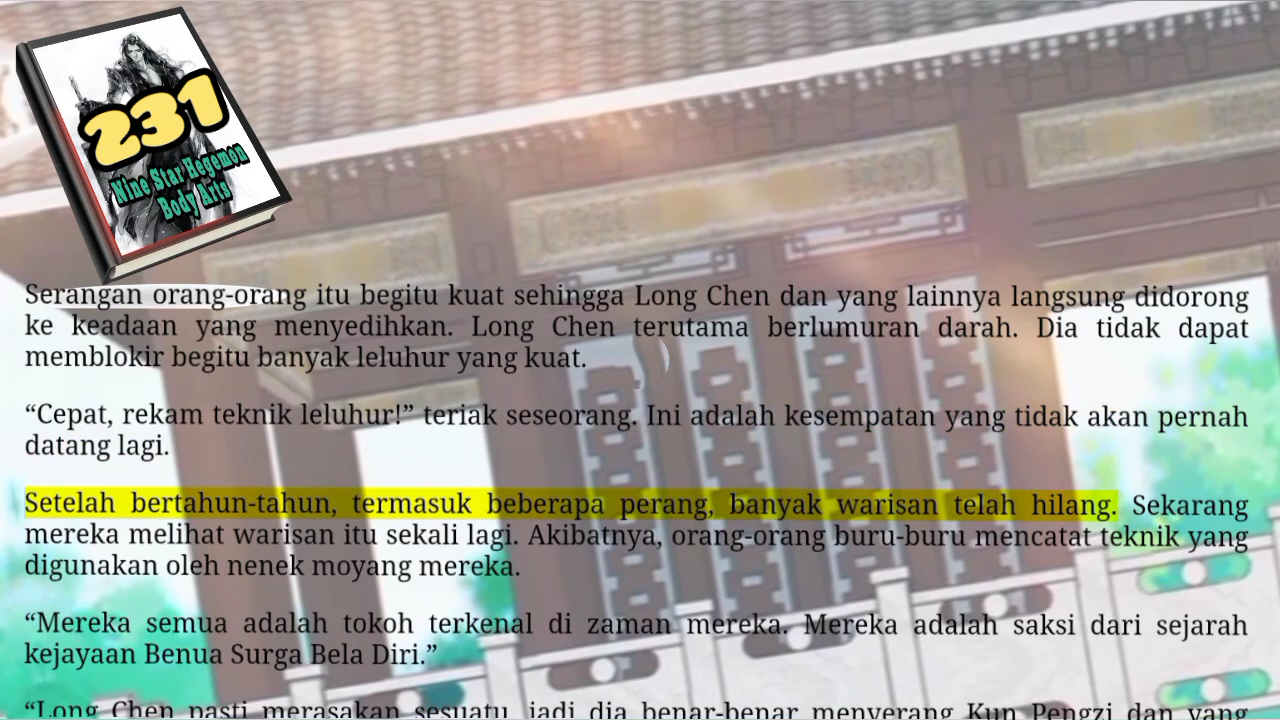 231
Nine Star Hegemon
Body Arts
Serangan orang-orang itu begitu kuat sehingga Long Chen dan yang lainnya langsung didorong
ke keadaan yang menyedihkan. Long Chen terutama berlumuran darah. Dia tidak dapat
memblokir begitu banyak leluhur yang kuat.
“Cepat, rekam teknik leluhur!” teriak seseorang. Ini adalah kesempatan yang tidak akan pernah
datang lagi.
Setelah bertahun-tahun, termasuk beberapa perang, banyak warisan telah hilang. Sekarang
mereka melihat warisan itu sekali lagi. Akibatnya, orang-orang buru-buru mencatat teknik yang
digunakan oleh nenek moyang mereka.
“Mereka semua adalah tokoh terkenal di zaman mereka. Mereka adalah saksi dari sejarah
kejayaan Benua Surga Bela Diri.”
“Long Chen pasti merasakan sesuatu, jadi dia benar-benar menyerang Kun Pengzi dan yang